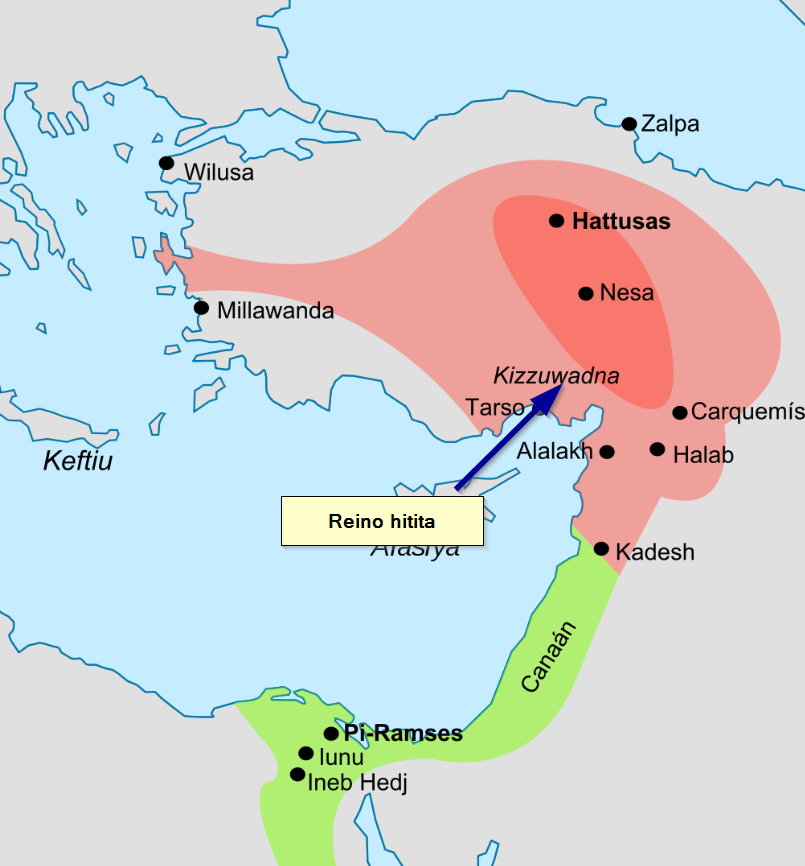 Zalpa
Wilusa
Hattusas
Nesa
Millawanda
Kizzuwadna
Tarso
Carquemís
Alalakh
Halab
Keftiu
Reino hitita
Alasiya
Kadesh
Canaán
Pi-Ramses
Iunu
Ineb Hedj